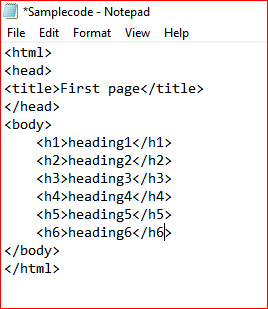 *Samplecode - Notepad
File Edit Format View Help
<html>
<head>
<title>First page</title>
</head>
<body>
    <h1>heading1</h1>
    <h2>heading2</h2>
    <h3>heading3</h3>
    <h4>heading4</h4>
    <h5>heading5</h5>
    <h6>heading6</h6>
</body>
</html>